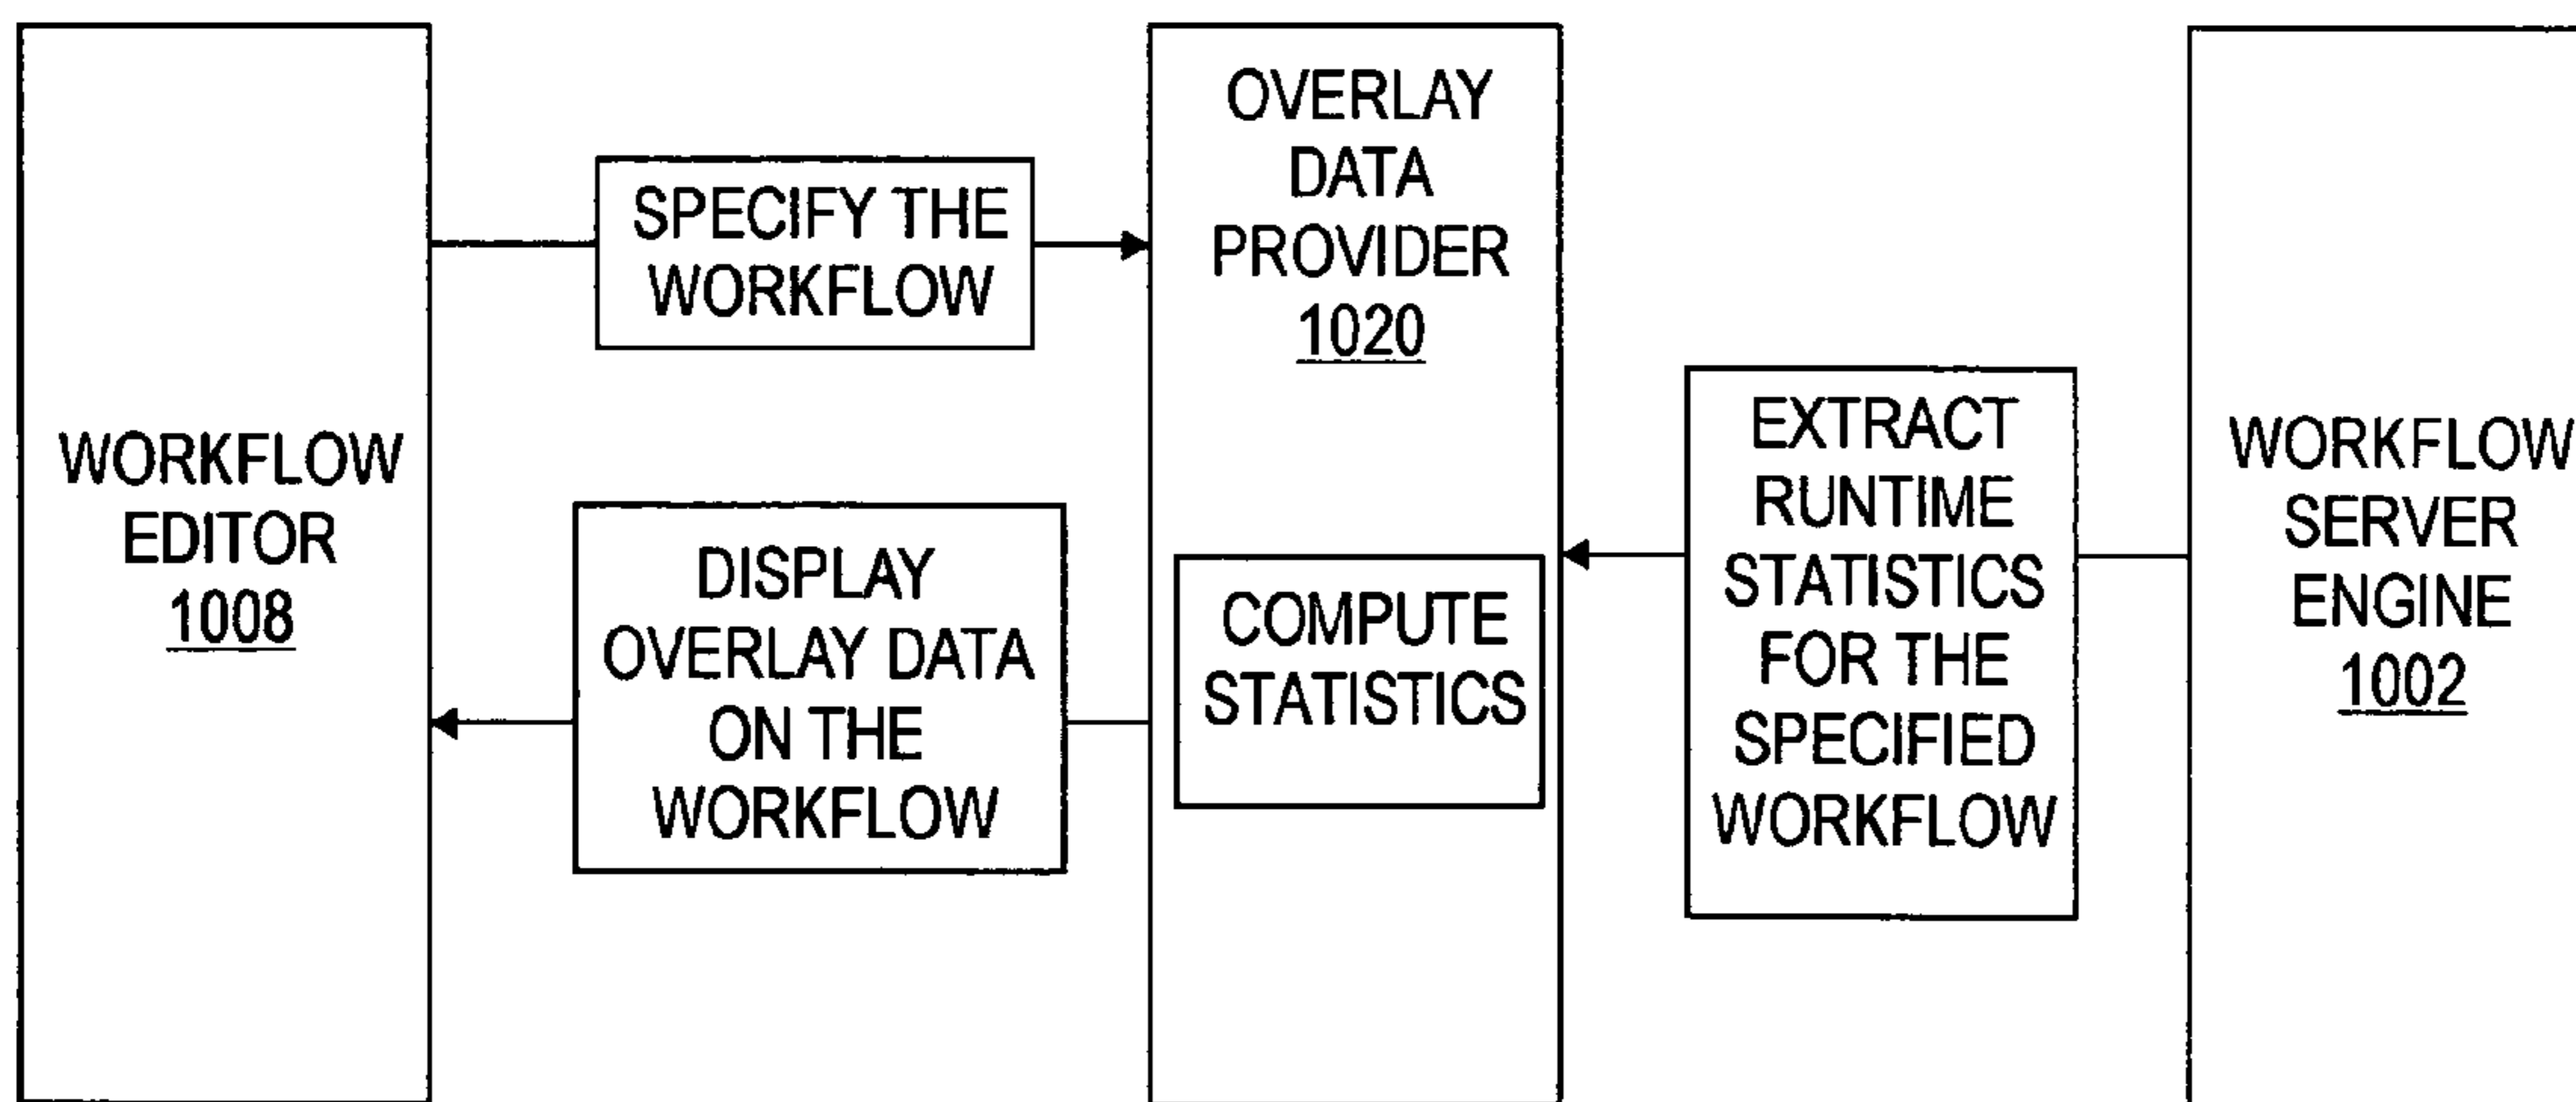 WORKFLOW
EDITOR
1008
SPECIFY THE
WORKFLOW
DISPLAY
OVERLAY DATA
ON THE
WORKFLOW
OVERLAY
DATA
PROVIDER
1020
COMPUTE
STATISTICS
EXTRACT
RUNTIME
STATISTICS
FOR THE
SPECIFIED
WORKFLOW
WORKFLOW
SERVER
ENGINE
1002